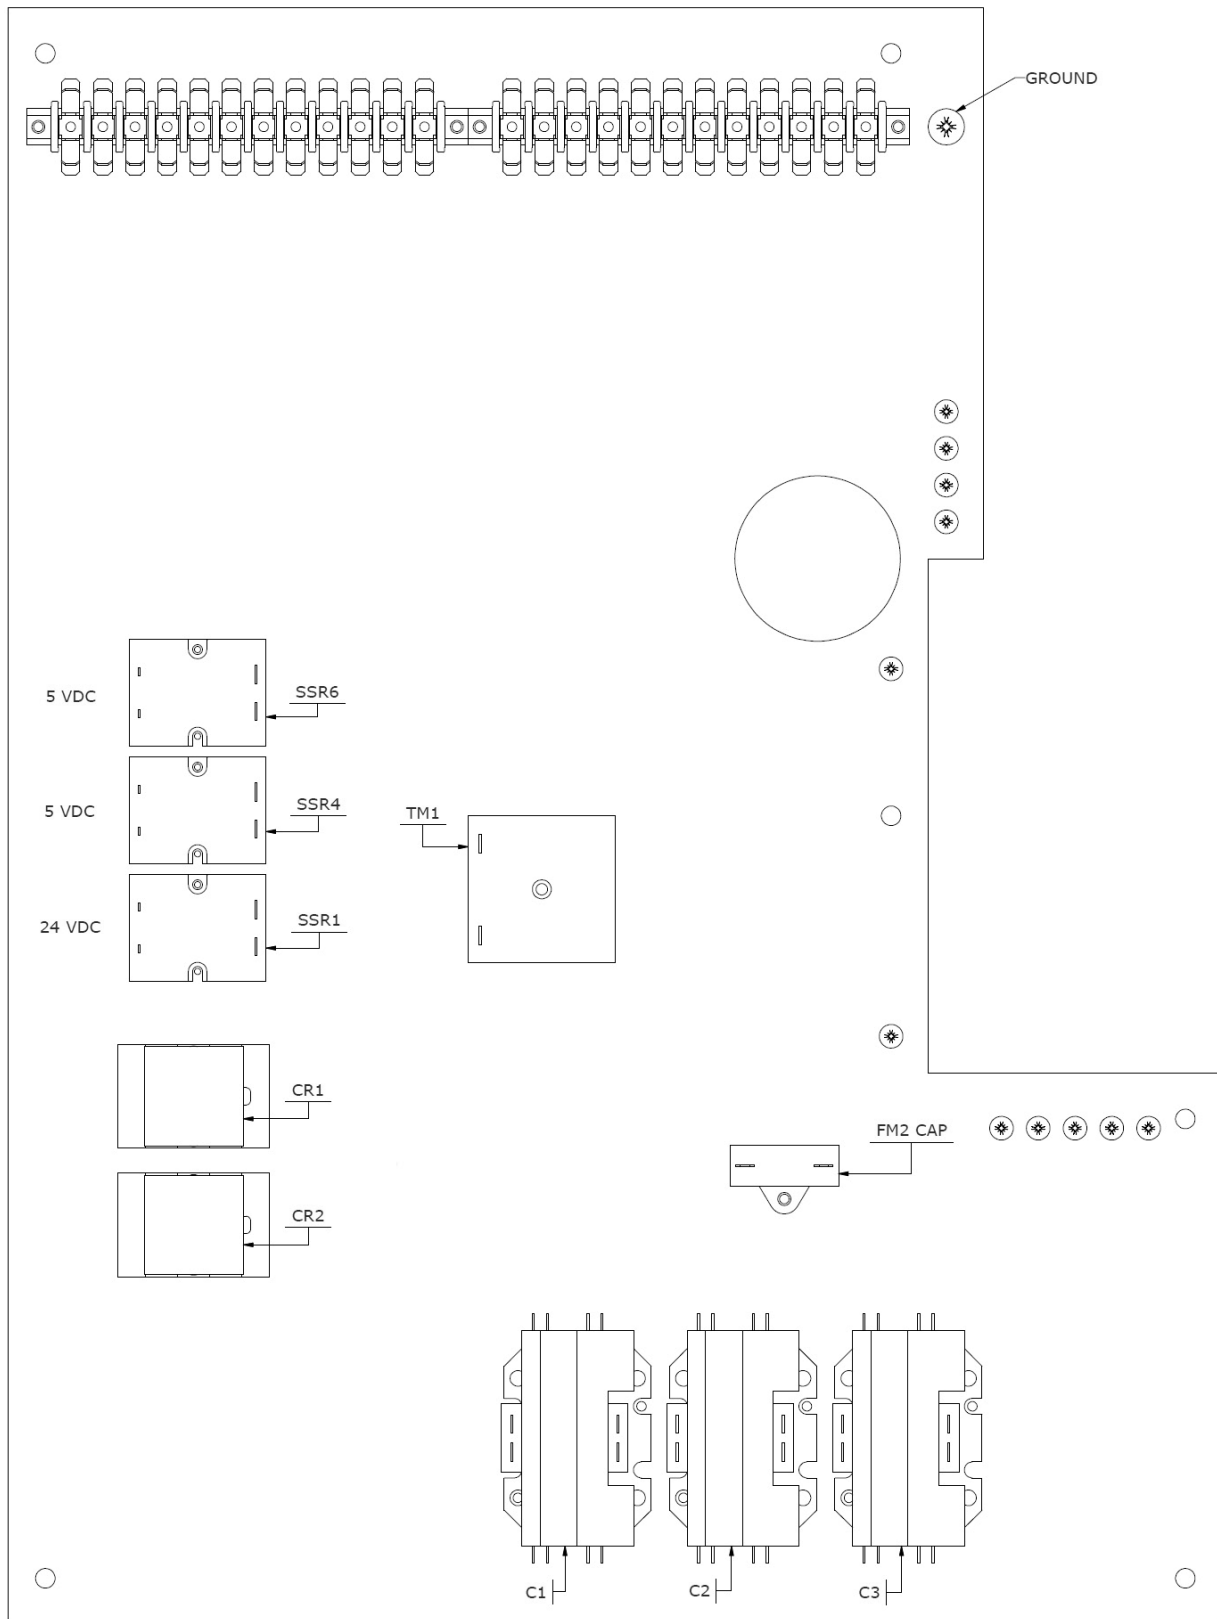 GROUND
5 VDC
SSR6
5 VDC
SSR4
TM1
24 VDC
SSR1
CR1
FM2 CAP
CR2
C1
C2
C3